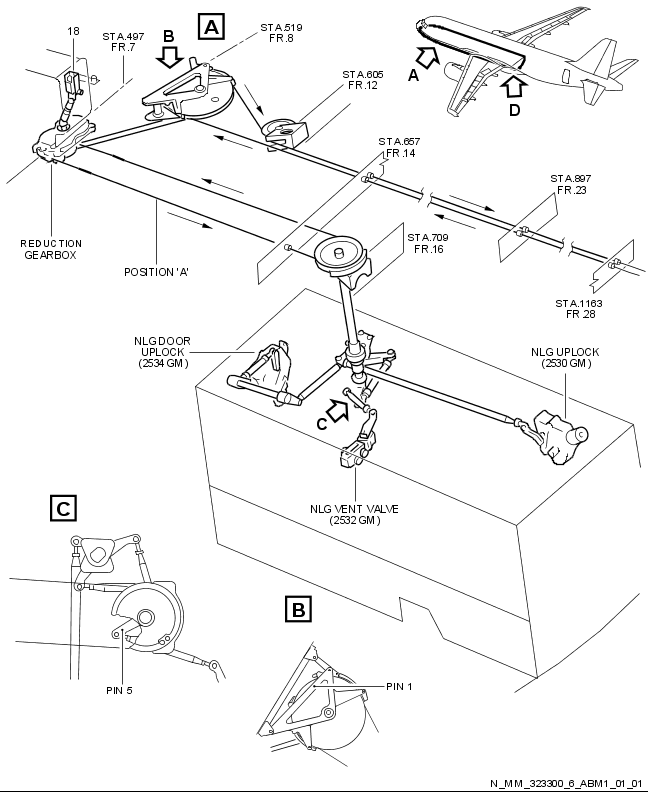 18
STA.497
FR.7
B
A
STA.519
FR.8
STA.605
FR.12
A
D
STA.657
FR.14
STA.897
FR.23
STA.709
FR.16
STA.1163
FR.28
REDUCTION
GEARBOX
POSITION 'A'
NLG DOOR
UPLOCK
(2534 GM)
NLG UPLOCK
(2530 GM)
C
NLG VENT VALVE
(2532 GM)
C
PIN 5
B
PIN 1
N_MM_323300_6_ABM1_01_01